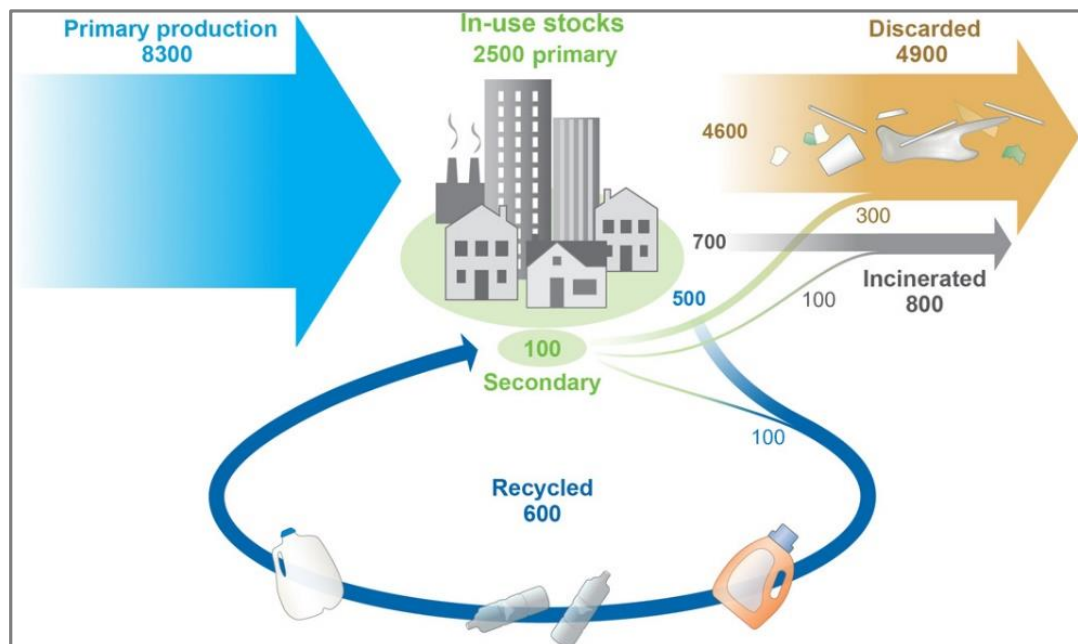 Primary production
8300
In-use stocks
2500 primary
Discarded
4900
4600
300
700
Incinerated
800
500
100
100
Secondary
100
Recycled
600